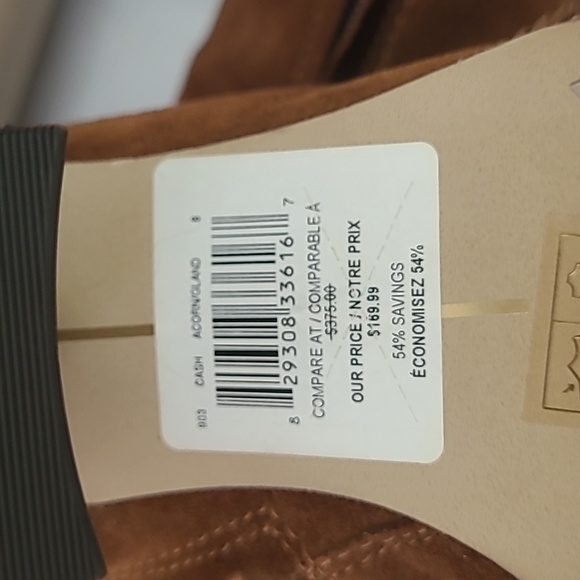 B03 CASH ACORN/GLAND 8
8 29308 33616 7
COMPARE AT / COMPARABLE À
$375.00
OUR PRICE / NOTRE PRIX
$169.99
54% SAVINGS
ÉCONOMISEZ 54%